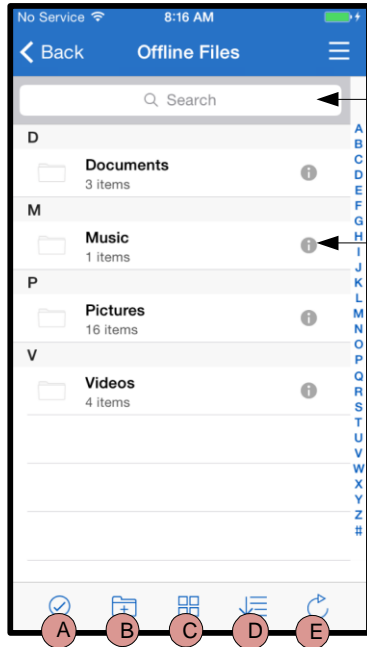 No Service 8:16 AM
Back Offline Files
Search
D
Documents
3 items
M
Music
1 items
P
Pictures
16 items
V
Videos
4 items
A
B
C
D
E
F
G
H
I
J
K
L
M
N
O
P
Q
R
S
T
U
V
W
X
Y
Z
#
A B C D E